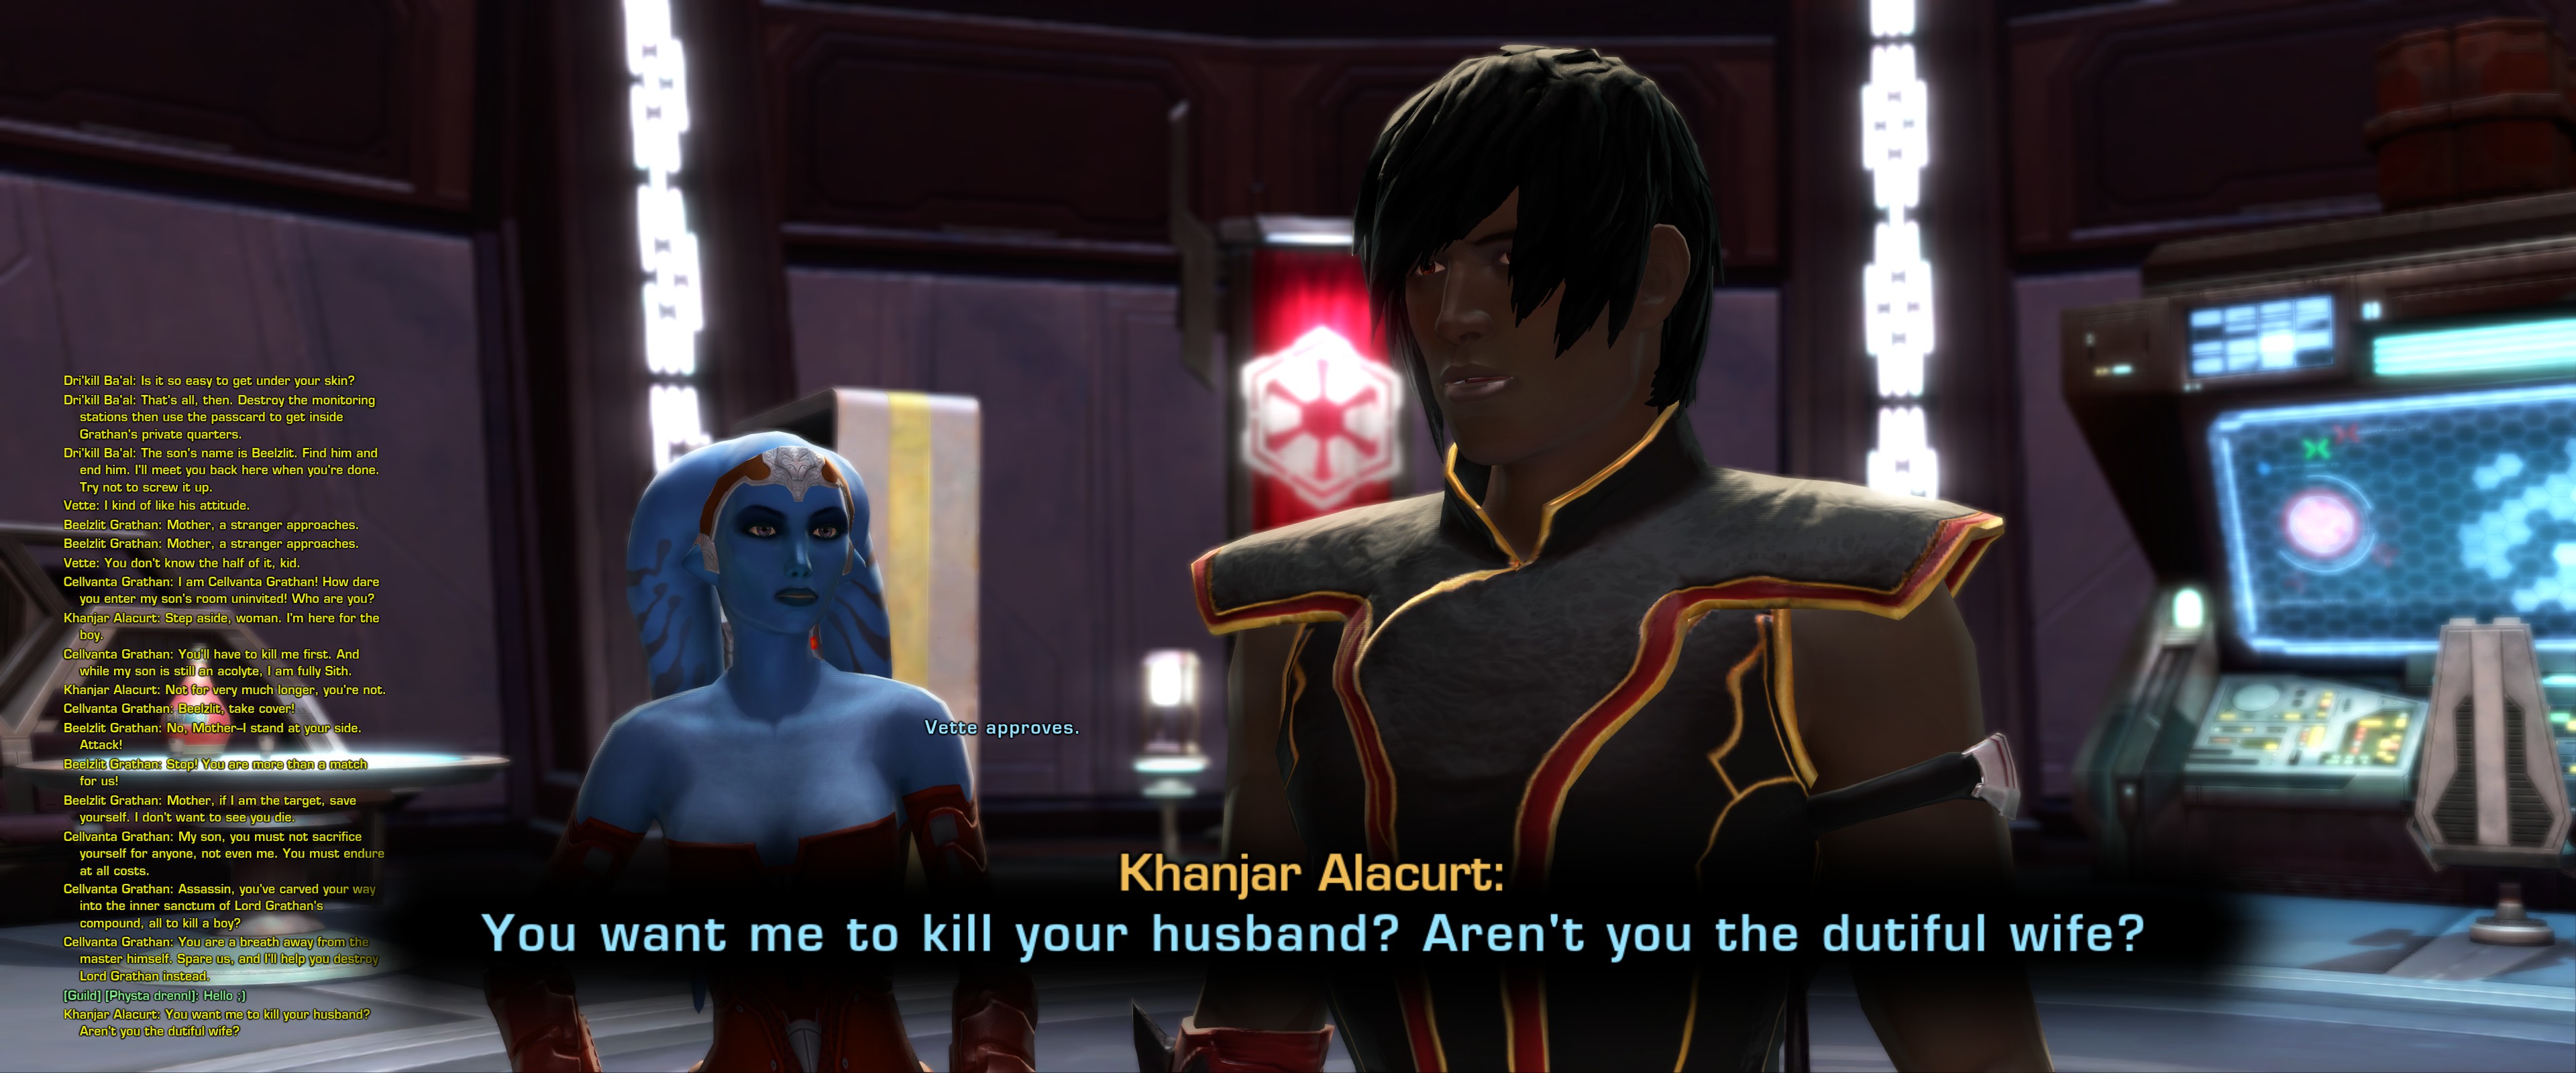 Dri'kill Ba'al: Is it so easy to get under your skin?
Dri'kill Ba'al: That's all, then. Destroy the monitoring
stations then use the passcard to get inside
Grathan's private quarters.
Dri'kill Ba'al: The son's name is Beelzlit. Find him and
end him. I'll meet you back here when you're done.
Try not to screw it up.
Vette: I kind of like his attitude.
Beelzlit Grathan: Mother, a stranger approaches.
Beelzlit Grathan: Mother, a stranger approaches.
Vette: You don't know the half of it, kid.
Cellvanta Grathan: I am Cellvanta Grathan! How dare
you enter my son's room uninvited! Who are you?
Khanjar Alacurt: Step aside, woman. I'm here for the
boy.
Cellvanta Grathan: You'll have to kill me first. And
while my son is still an acolyte, I am fully Sith.
Khanjar Alacurt: Not for very much longer, you're not.
Cellvanta Grathan: Beelzlit, take cover!
Beelzlit Grathan: No, Mother–I stand at your side.
Attack!
Beelzlit Grathan: Stop! You are more than a match
for us!
Beelzlit Grathan: Mother, if I am the target, save
yourself. I don't want to see you die.
Cellvanta Grathan: My son, you must not sacrifice
yourself for anyone, not even me. You must endure
at all costs.
Cellvanta Grathan: Assassin, you've carved your way
into the inner sanctum of Lord Grathan's
compound, all to kill a boy?
Cellvanta Grathan: You are a breath away from the
master himself. Spare us, and I'll help you destroy
Lord Grathan instead.
[Guild] [Physta drennl]: Hello ;)
Khanjar Alacurt: You want me to kill your husband?
Aren't you the dutiful wife?
Vette approves.
Khanjar Alacurt:
You want me to kill your husband? Aren't you the dutiful wife?